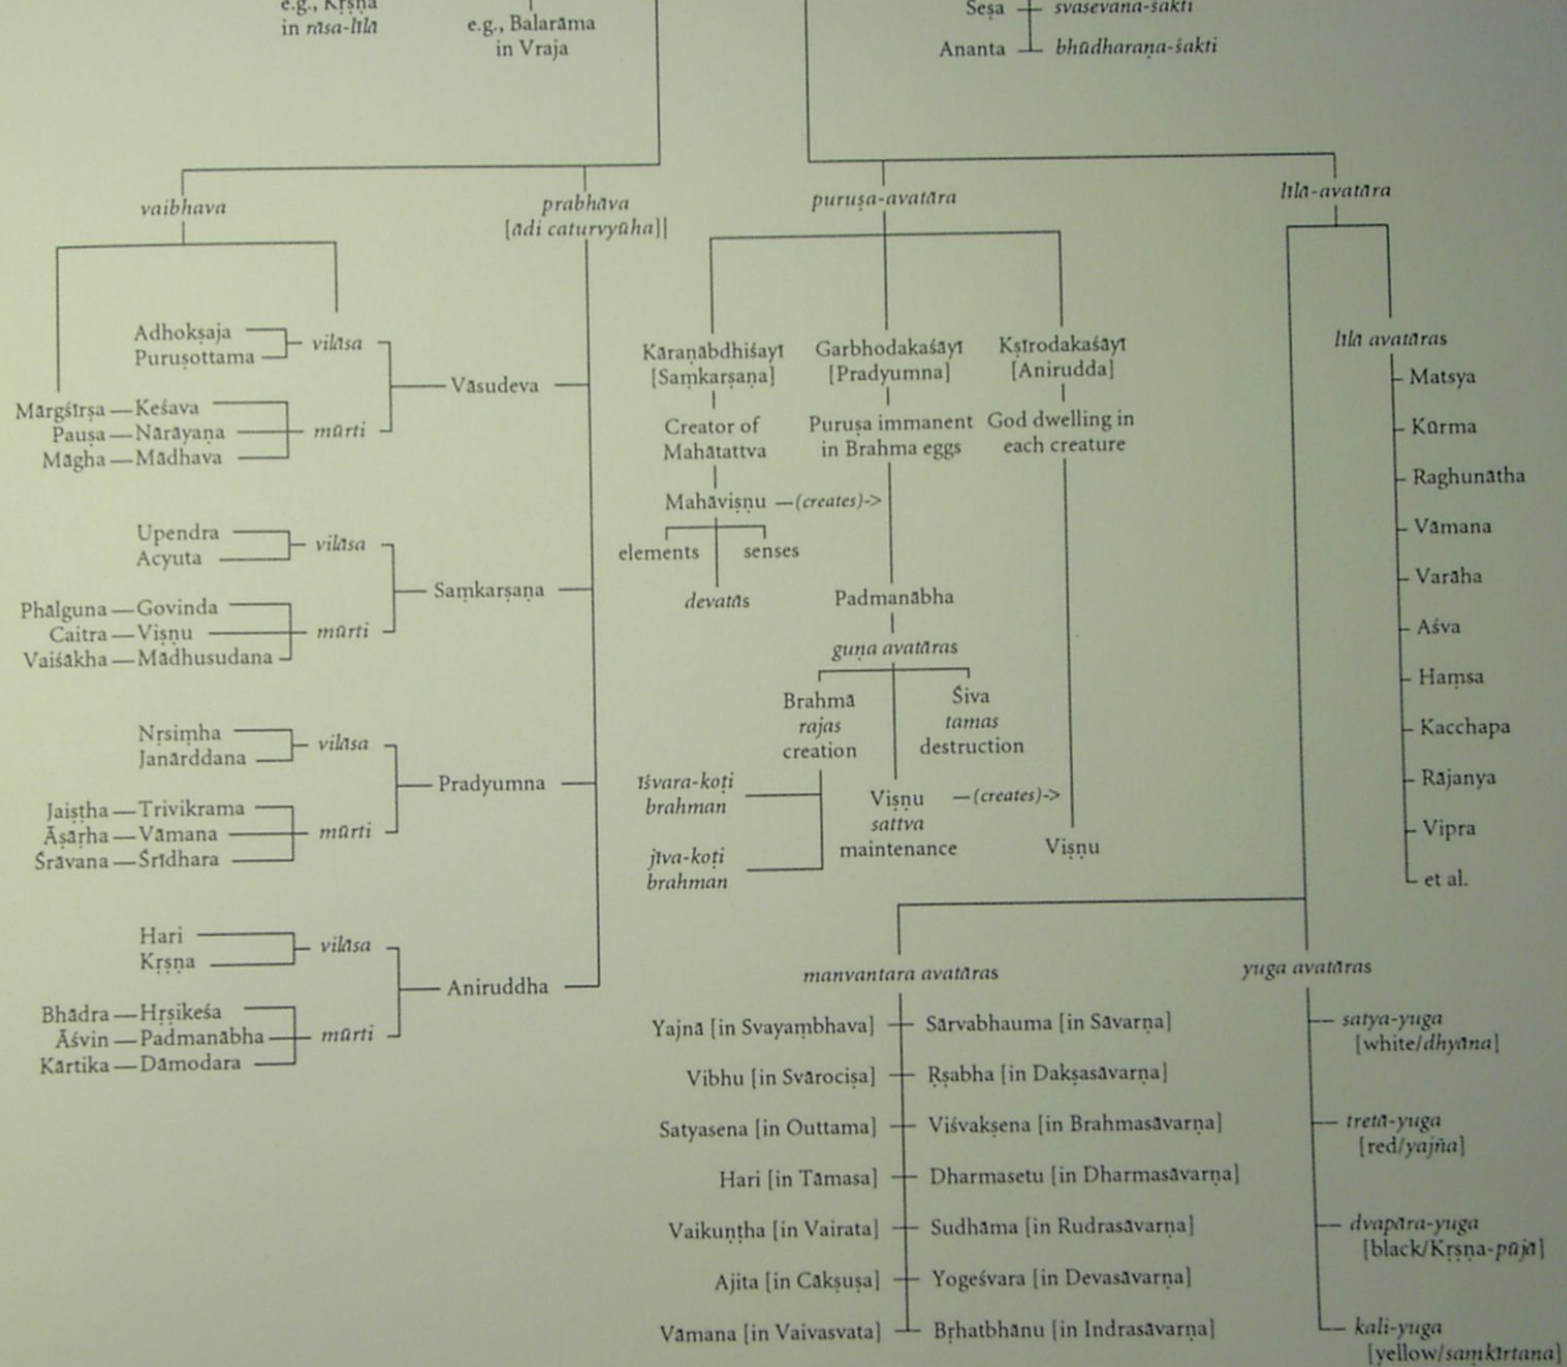 e.g., Kṛṣṇa
in rāsa-līlā
e.g., Balarāma
in Vraja
Śeṣa svasevana-śakti
Ananta bhūdharaṇa-śakti
vaibhava
prabhāva
[ādi caturvyūha]|
Adhokṣaja
Puruṣottama
vilāsa
Vāsudeva
Mārgśīrṣa—Keśava
Pauṣa—Nārāyaṇa
Māgha—Mādhava
mūrti
Upendra
Acyuta
vilāsa
Saṃkarṣaṇa
Phālguna—Govinda
Caitra—Viṣṇu
Vaiśākha—Mādhusudana
mūrti
Nṛsiṃha
Janārddana
vilāsa
Pradyumna
Jaiṣṭha—Trivikrama
Āṣāṛha—Vāmana
Śrāvana—Śrīdhara
mūrti
Hari
Kṛṣṇa
vilāsa
Aniruddha
Bhādra—Hṛṣikeśa
Āśvin—Padmanābha
Kārtika—Dāmodara
mūrti
puruṣa-avatāra
Kāraṇābdhiśayī
[Saṃkarṣaṇa]
Creator of
Mahātattva
Mahāviṣṇu —(creates)->
elements senses
devatās
Garbhodakaśāyī
[Pradyumna]
Puruṣa immanent
in Brahma eggs
Padmanābha
guṇa avatāras
Brahmā
rajas
creation
Śiva
tamas
destruction
īśvara-koṭi
brahman
jīva-koṭi
brahman
Viṣṇu —(creates)->
sattva
maintenance
Kṣīrodakaśāyī
[Anirudda]
God dwelling in
each creature
Viṣṇu
līlā-avatāra
līlā avatāras
Matsya
Kūrma
Raghunātha
Vāmana
Varāha
Aśva
Haṃsa
Kacchapa
Rājanya
Vipra
et al.
manvantara avatāras
Yajnā [in Svayaṃbhava] Sārvabhauma [in Sāvarṇa]
Vibhu [in Svārociṣa] Ṛṣabha [in Dakṣasāvarṇa]
Satyasena [in Outtama] Viśvakṣena [in Brahmasāvarṇa]
Hari [in Tāmasa] Dharmasetu [in Dharmasāvarṇa]
Vaikuṇṭha [in Vairata] Sudhāma [in Rudrasāvarṇa]
Ajita [in Cākṣuṣa] Yogeśvara [in Devasāvarṇa]
Vāmana [in Vaivasvata] Bṛhatbhānu [in Indrasāvarṇa]
yuga avatāras
satya-yuga
[white/dhyāna]
tretā-yuga
[red/yajña]
dvapāra-yuga
[black/Kṛṣṇa-pūjā]
kali-yuga
[yellow/saṃkīrtana]